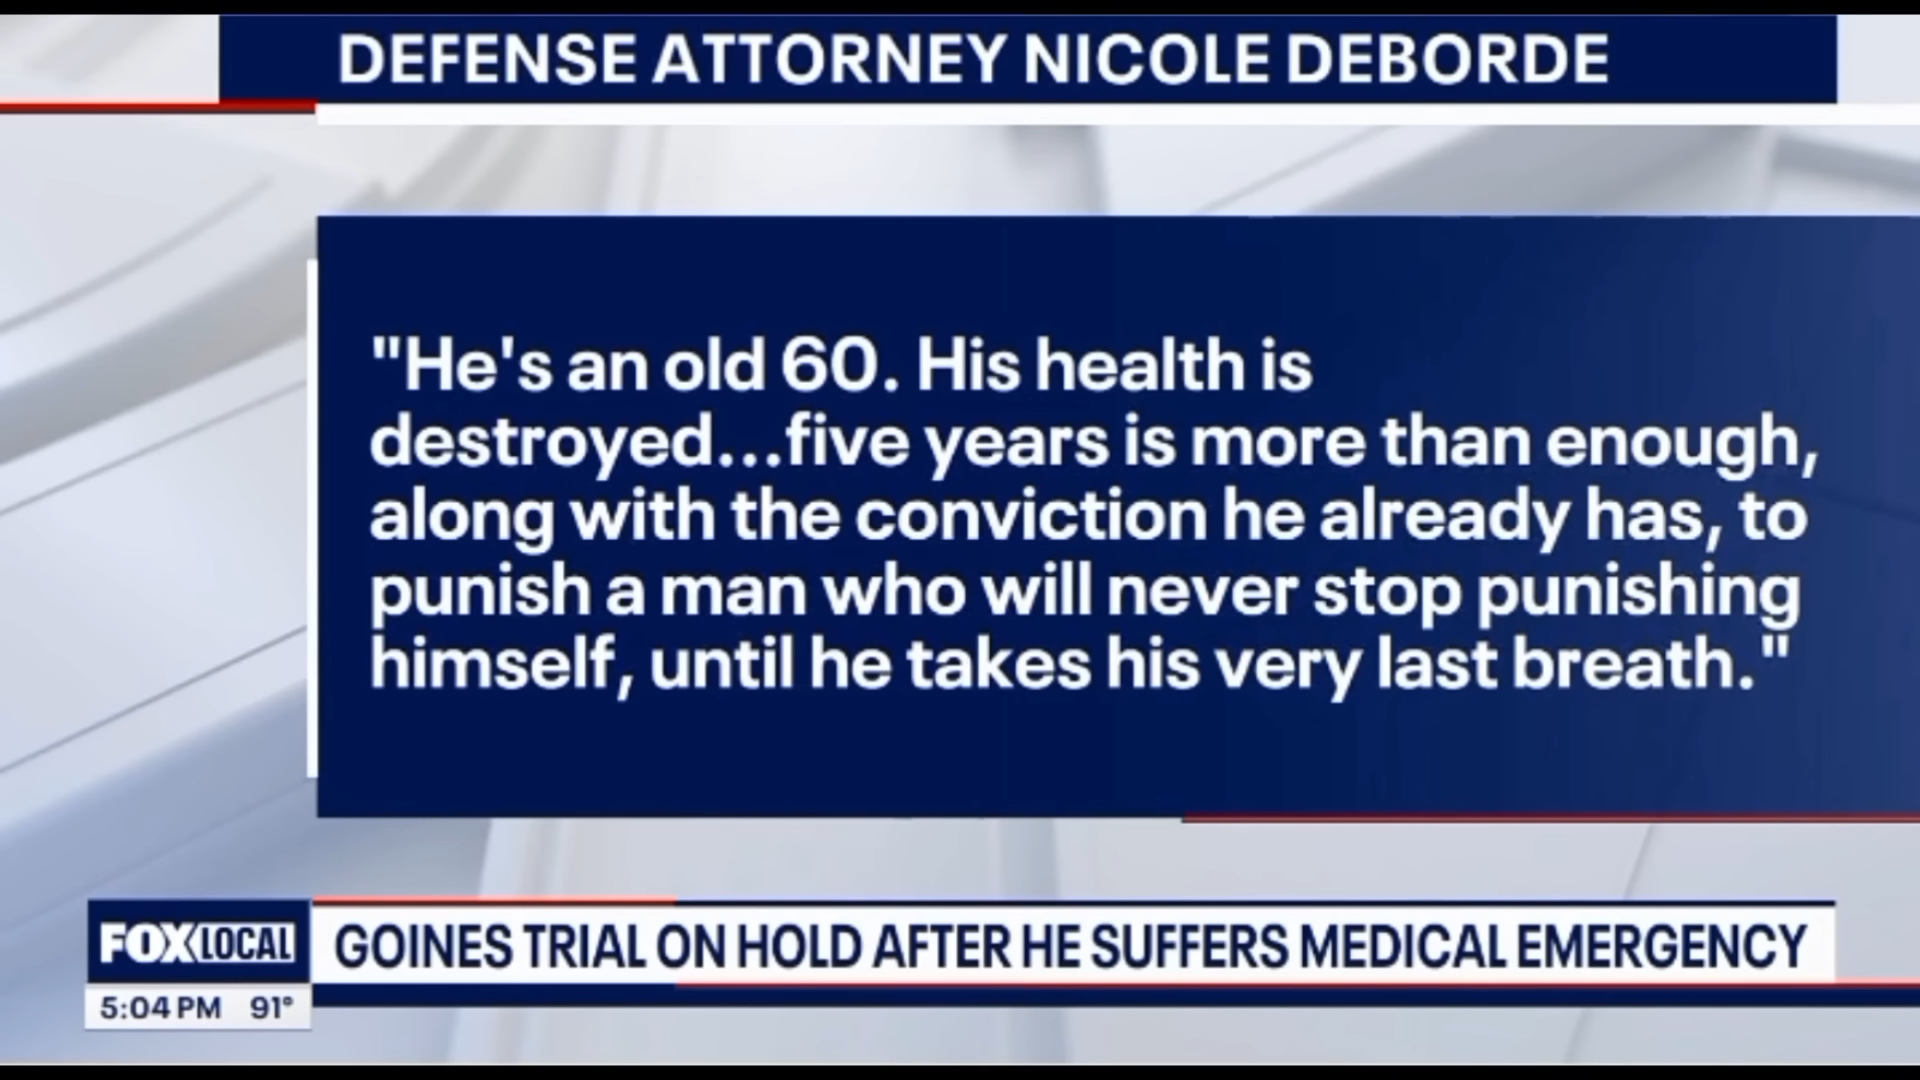 DEFENSE ATTORNEY NICOLE DEBORDE
"He's an old 60. His health is
destroyed...five years is more than enough,
along with the conviction he already has, to
punish a man who will never stop punishing
himself, until he takes his very last breath."
FOX LOCAL
GOINES TRIAL ON HOLD AFTER HE SUFFERS MEDICAL EMERGENCY
5:04 PM 91°